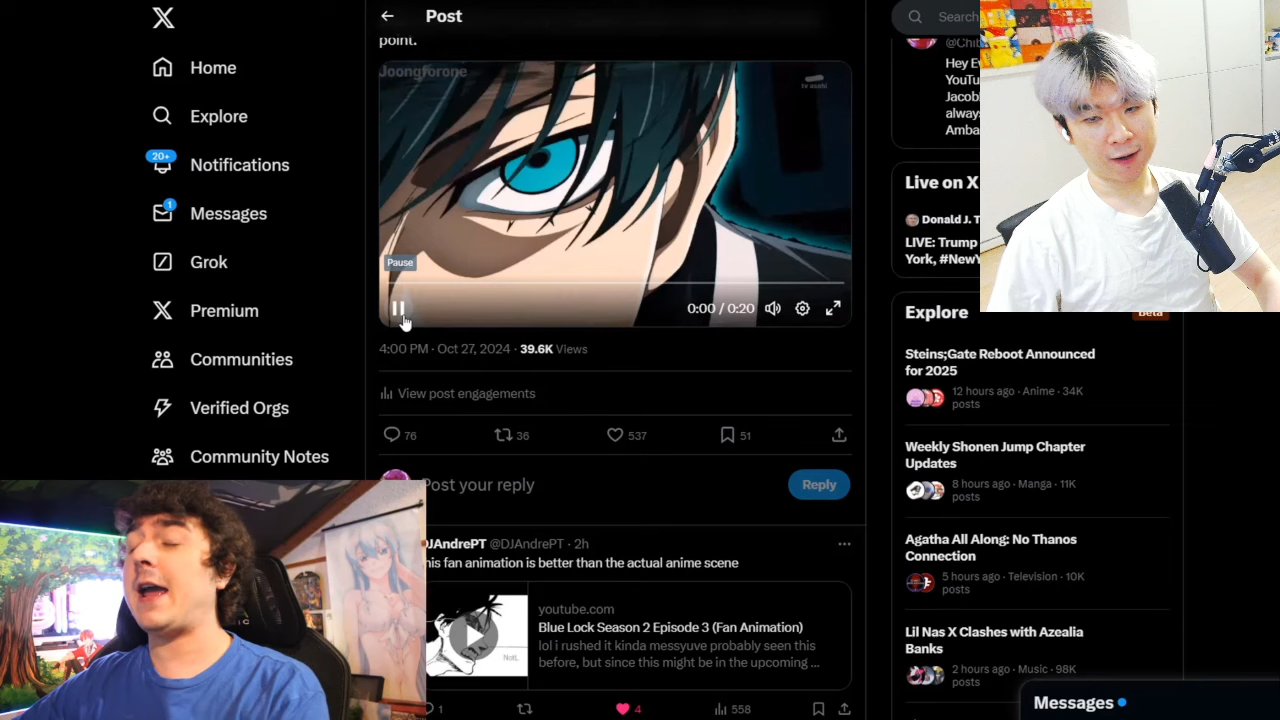 Post
Search
Home
Explore
20+
Notifications
1
Messages
Grok
Premium
Communities
Verified Orgs
Community Notes
point.
Joongforone
tv asahi
Pause
0:00 / 0:20
4:00 PM · Oct 27, 2024 · 39.6K Views
View post engagements
76
36
537
51
Post your reply
Reply
DJAndrePT @DJAndrePT · 2h
his fan animation is better than the actual anime scene
youtube.com
Blue Lock Season 2 Episode 3 (Fan Animation)
lol i rushed it kinda messyuve probably seen this
before, but since this might be in the upcoming ...
NotL
1
4
558
@Chib
Hey E
YouTu
Jacob
alway
Amba
Live on X
Donald J. T
LIVE: Trump
York, #NewY
Explore
Beta
Steins;Gate Reboot Announced
for 2025
12 hours ago · Anime · 34K
posts
Weekly Shonen Jump Chapter
Updates
8 hours ago · Manga · 11K
posts
Agatha All Along: No Thanos
Connection
5 hours ago · Television · 10K
posts
Lil Nas X Clashes with Azealia
Banks
2 hours ago · Music · 98K
posts
Messages